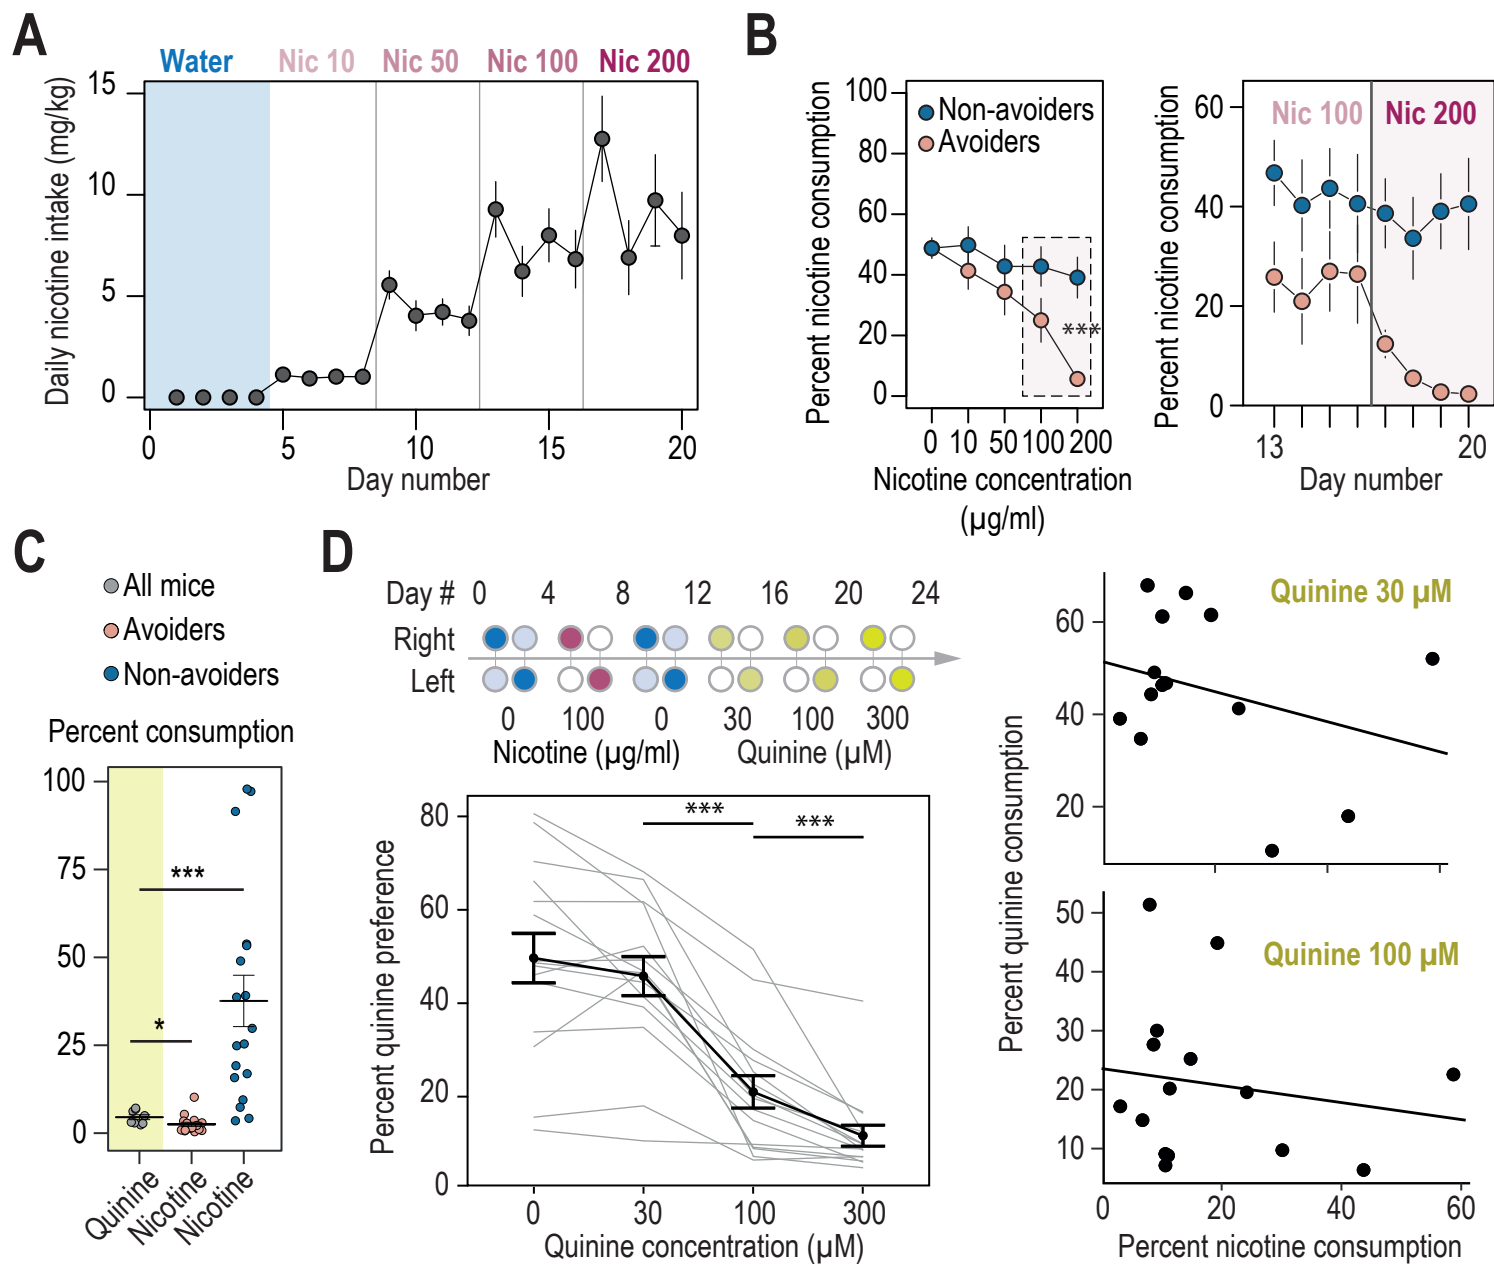 A
Water Nic 10 Nic 50 Nic 100 Nic 200
Daily nicotine intake (mg/kg)
15
10
5
0
0 5 10 15 20
Day number
B
Percent nicotine consumption
100
80
60
40
20
0
Non-avoiders
Avoiders
***
0 10 50 100 200
Nicotine concentration
(µg/ml)
Percent nicotine consumption
60
40
20
0
Nic 100 Nic 200
13 20
Day number
C
All mice
Avoiders
Non-avoiders
Percent consumption
100
75
50
25
0
***
*
Quinine Nicotine Nicotine
D
Day # 0 4 8 12 16 20 24
Right
Left
0 100 0 30 100 300
Nicotine (µg/ml) Quinine (µM)
Percent quinine preference
80
60
40
20
0
*** ***
0 30 100 300
Quinine concentration (µM)
Percent quinine consumption
Quinine 30 µM
60
40
20
Quinine 100 µM
50
40
30
20
10
0 20 40 60
Percent nicotine consumption